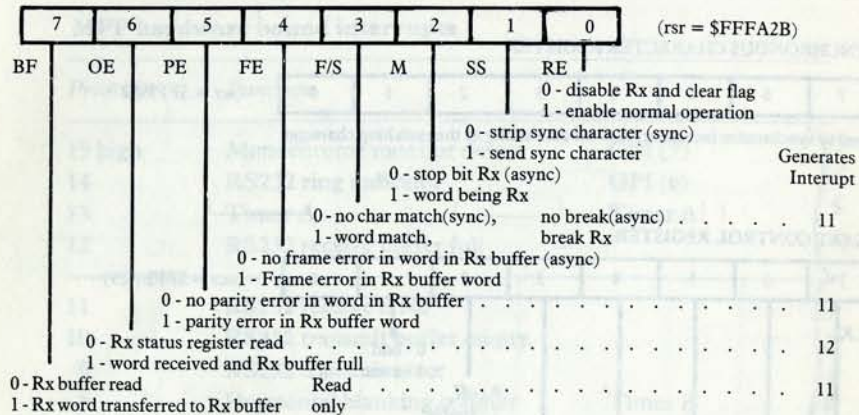 7 6 5 4 3 2 1 0 (rsr = $FFFA2B)
BF OE PE FE F/S M SS RE
0 - disable Rx and clear flag
1 - enable normal operation
0 - strip sync character (sync)
1 - send sync character Generates
0 - stop bit Rx (async) Interupt
1 - word being Rx
0 - no char match(sync), no break(async) . . . . . 11
1 - word match, break Rx
0 - no frame error in word in Rx buffer (async)
1 - Frame error in Rx buffer word
0 - no parity error in word in Rx buffer . . . . . . . . . . . . . . 11
1 - parity error in Rx buffer word
0 - Rx status register read . . . . . . . . . . . . . . . . . . . 12
1 - word received and Rx buffer full
0 - Rx buffer read Read . . . . . . . . . . . . . . . . . . . . 11
1 - Rx word transferred to Rx buffer only